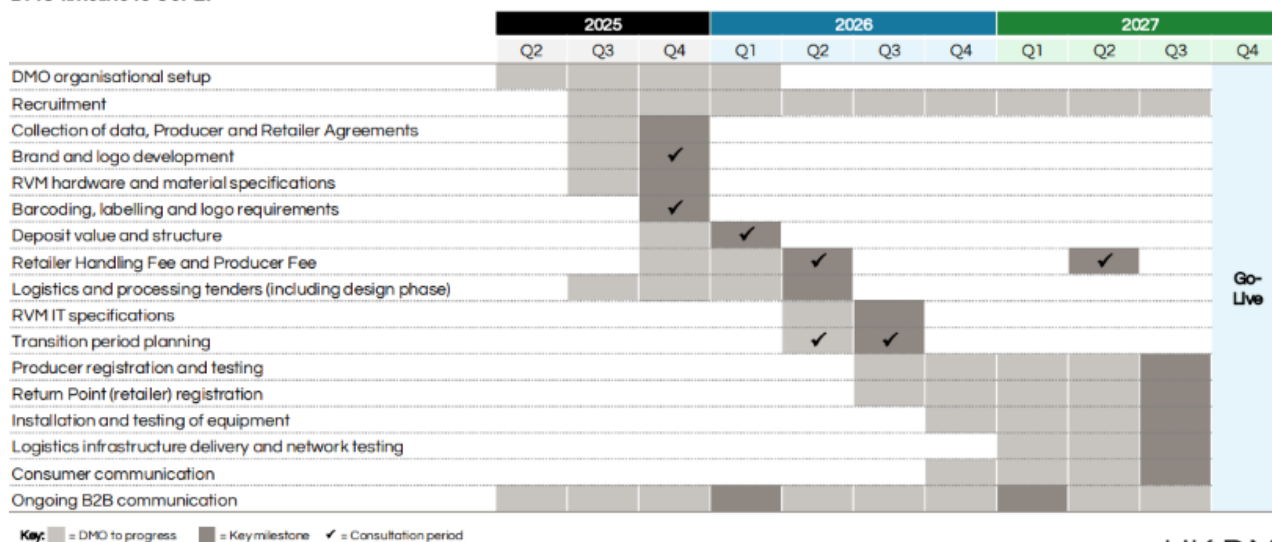 2025 2026 2027
Q2 Q3 Q4 Q1 Q2 Q3 Q4 Q1 Q2 Q3 Q4
DMO organisational setup
Recruitment
Collection of data, Producer and Retailer Agreements
Brand and logo development ✓
RVM hardware and material specifications
Barcoding, labelling and logo requirements ✓
Deposit value and structure ✓
Retailer Handling Fee and Producer Fee ✓ ✓
Logistics and processing tenders (including design phase)
Go-
Live
RVM IT specifications
Transition period planning ✓ ✓
Producer registration and testing
Return Point (retailer) registration
Installation and testing of equipment
Logistics infrastructure delivery and network testing
Consumer communication
Ongoing B2B communication
Key: = DMO to progress = Key milestone ✓ = Consultation period